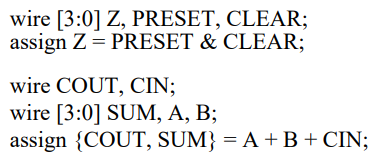 wire [3:0] Z, PRESET, CLEAR;
assign Z = PRESET & CLEAR;
wire COUT, CIN;
wire [3:0] SUM, A, B;
assign {COUT, SUM} = A + B + CIN;